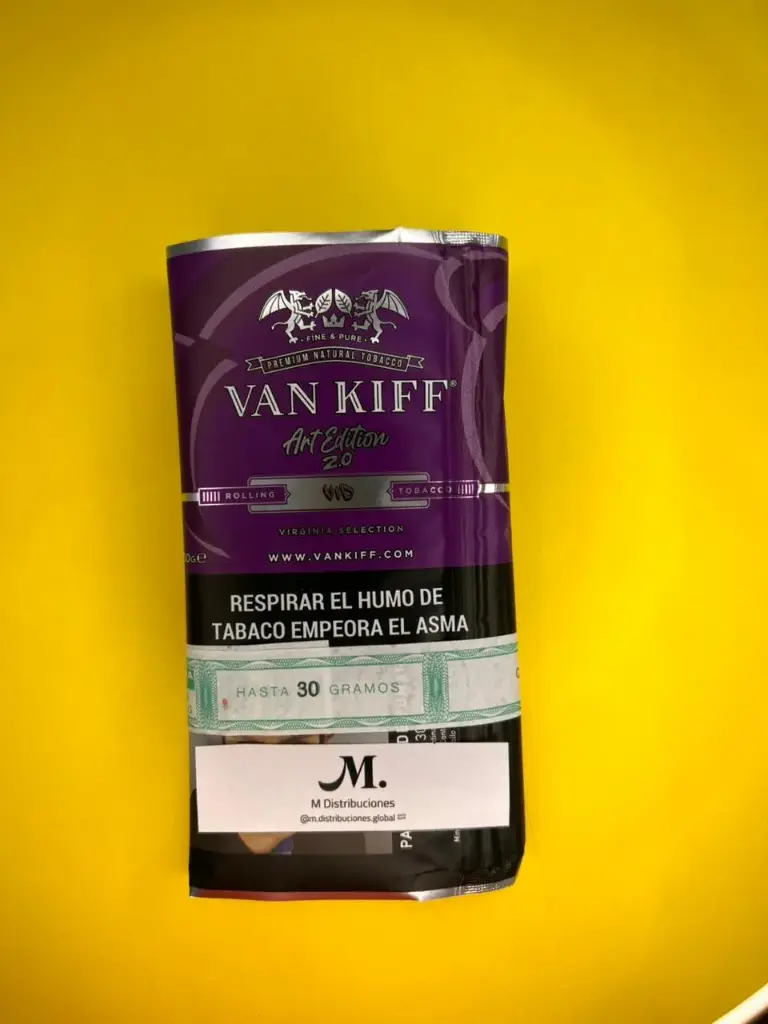 FINE & PURE
PREMIUM NATURAL TOBACCO
VAN KIFF®
Art Edition
2.0
ROLLING TOBACCO
VIRGINIA SELECTION
WWW.VANKIFF.COM
RESPIRAR EL HUMO DE
TABACO EMPEORA EL ASMA
HASTA 30 GRAMOS
M.
M Distribuciones
@m.distribuciones.global